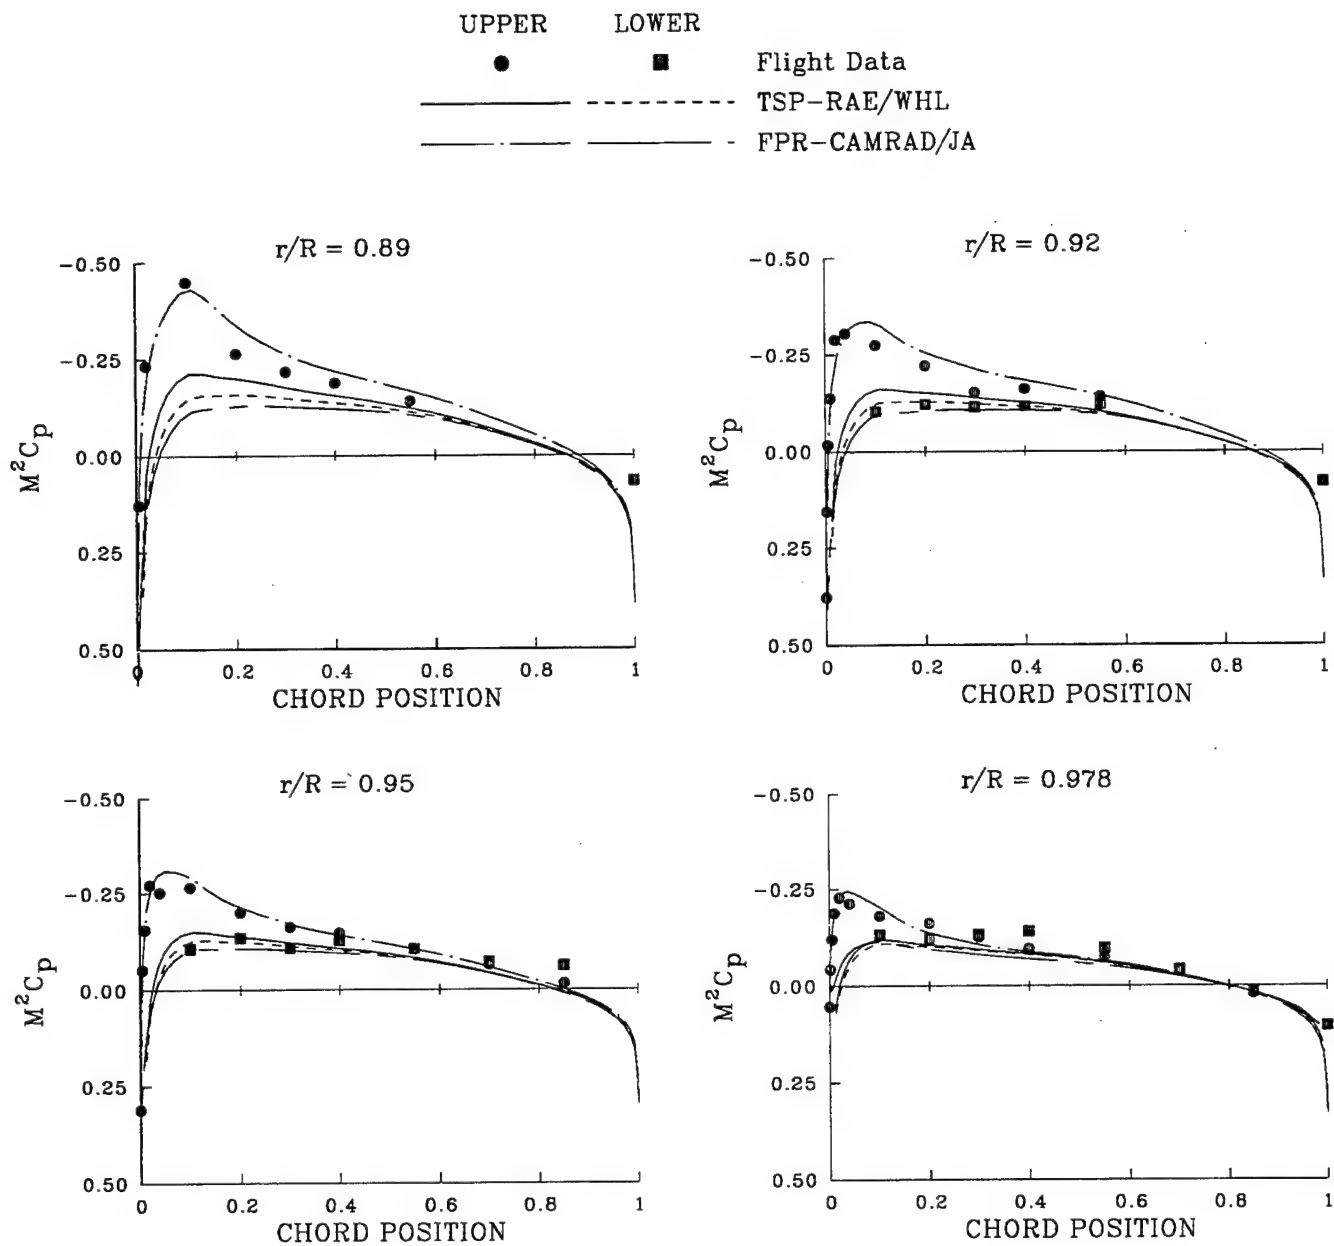 UPPER LOWER
Flight Data
TSP-RAE/WHL
FPR-CAMRAD/JA
r/R = 0.89
-0.50
-0.25
0.00
0.25
0.50
M²Cp
0 0.2 0.4 0.6 0.8 1
CHORD POSITION
r/R = 0.92
-0.50
-0.25
0.00
0.25
0.50
M²Cp
0 0.2 0.4 0.6 0.8 1
CHORD POSITION
r/R = 0.95
-0.50
-0.25
0.00
0.25
0.50
M²Cp
0 0.2 0.4 0.6 0.8 1
CHORD POSITION
r/R = 0.978
-0.50
-0.25
0.00
0.25
0.50
M²Cp
0 0.2 0.4 0.6 0.8 1
CHORD POSITION